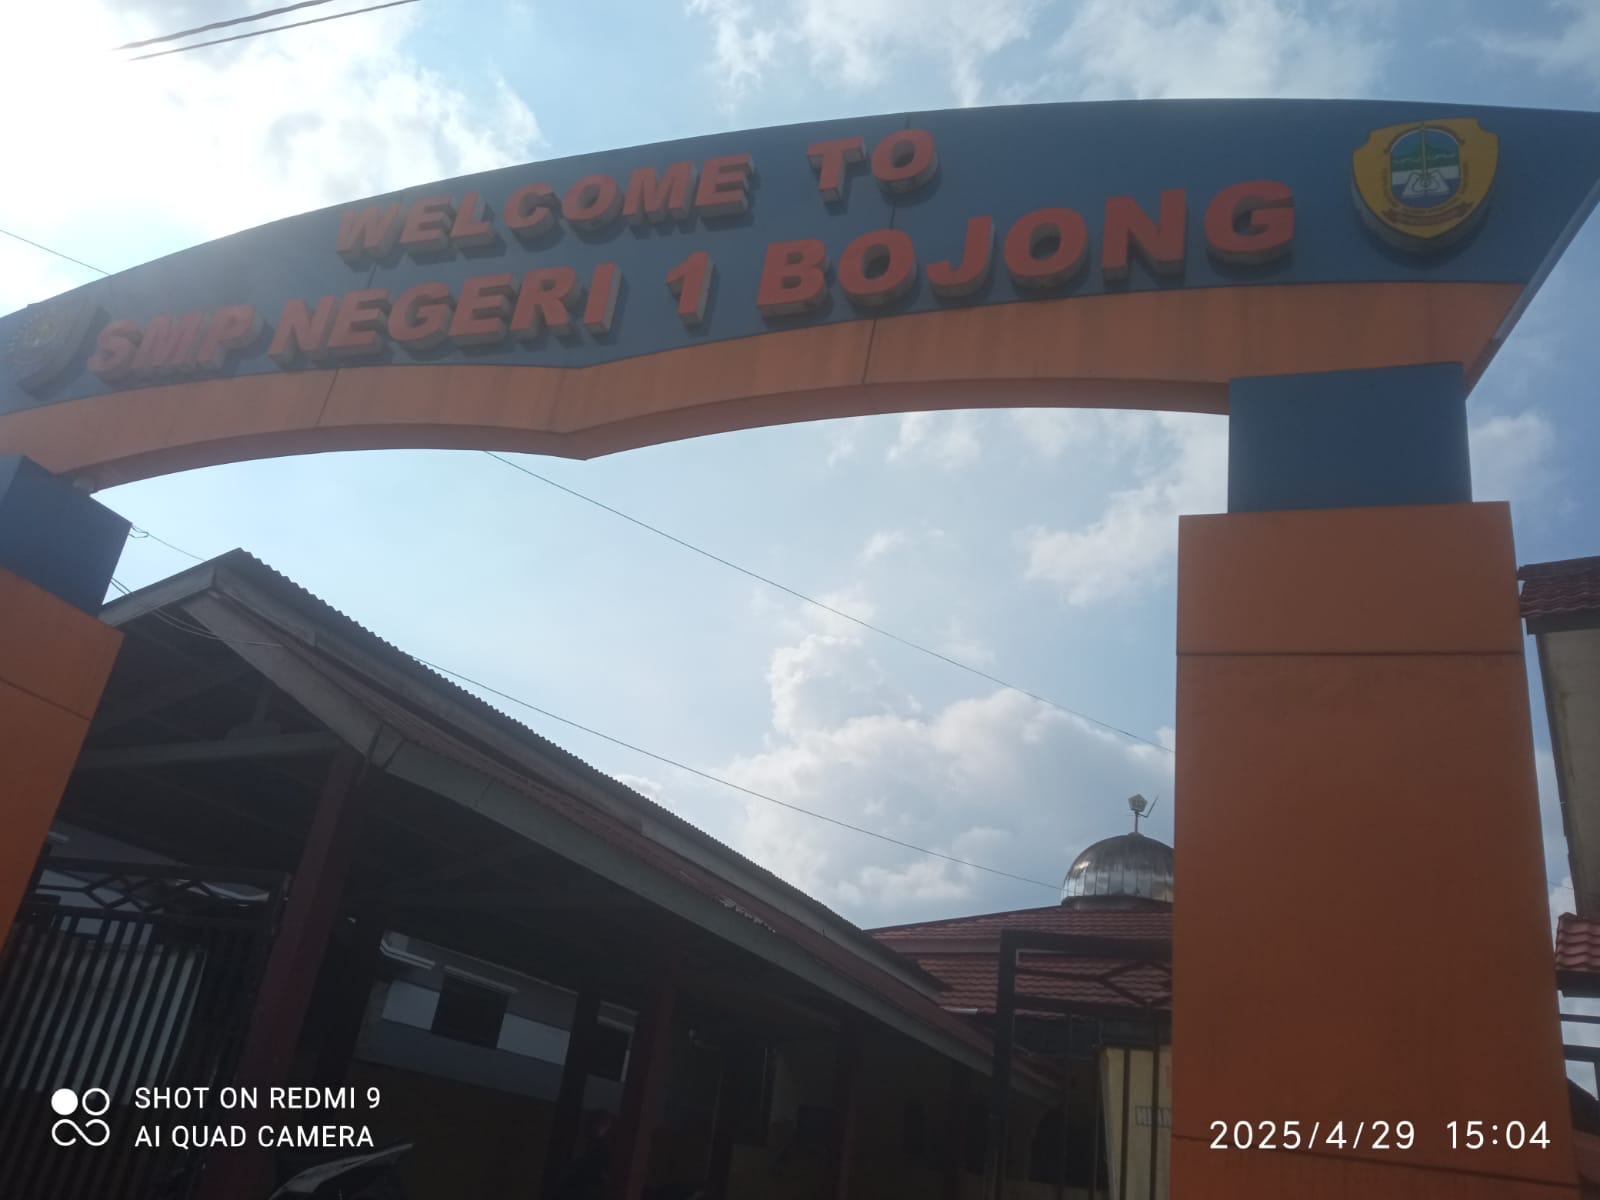 WELCOME TO
SMP NEGERI 1 BOJONG
SHOT ON REDMI 9
AI QUAD CAMERA
2025/4/29 15:04